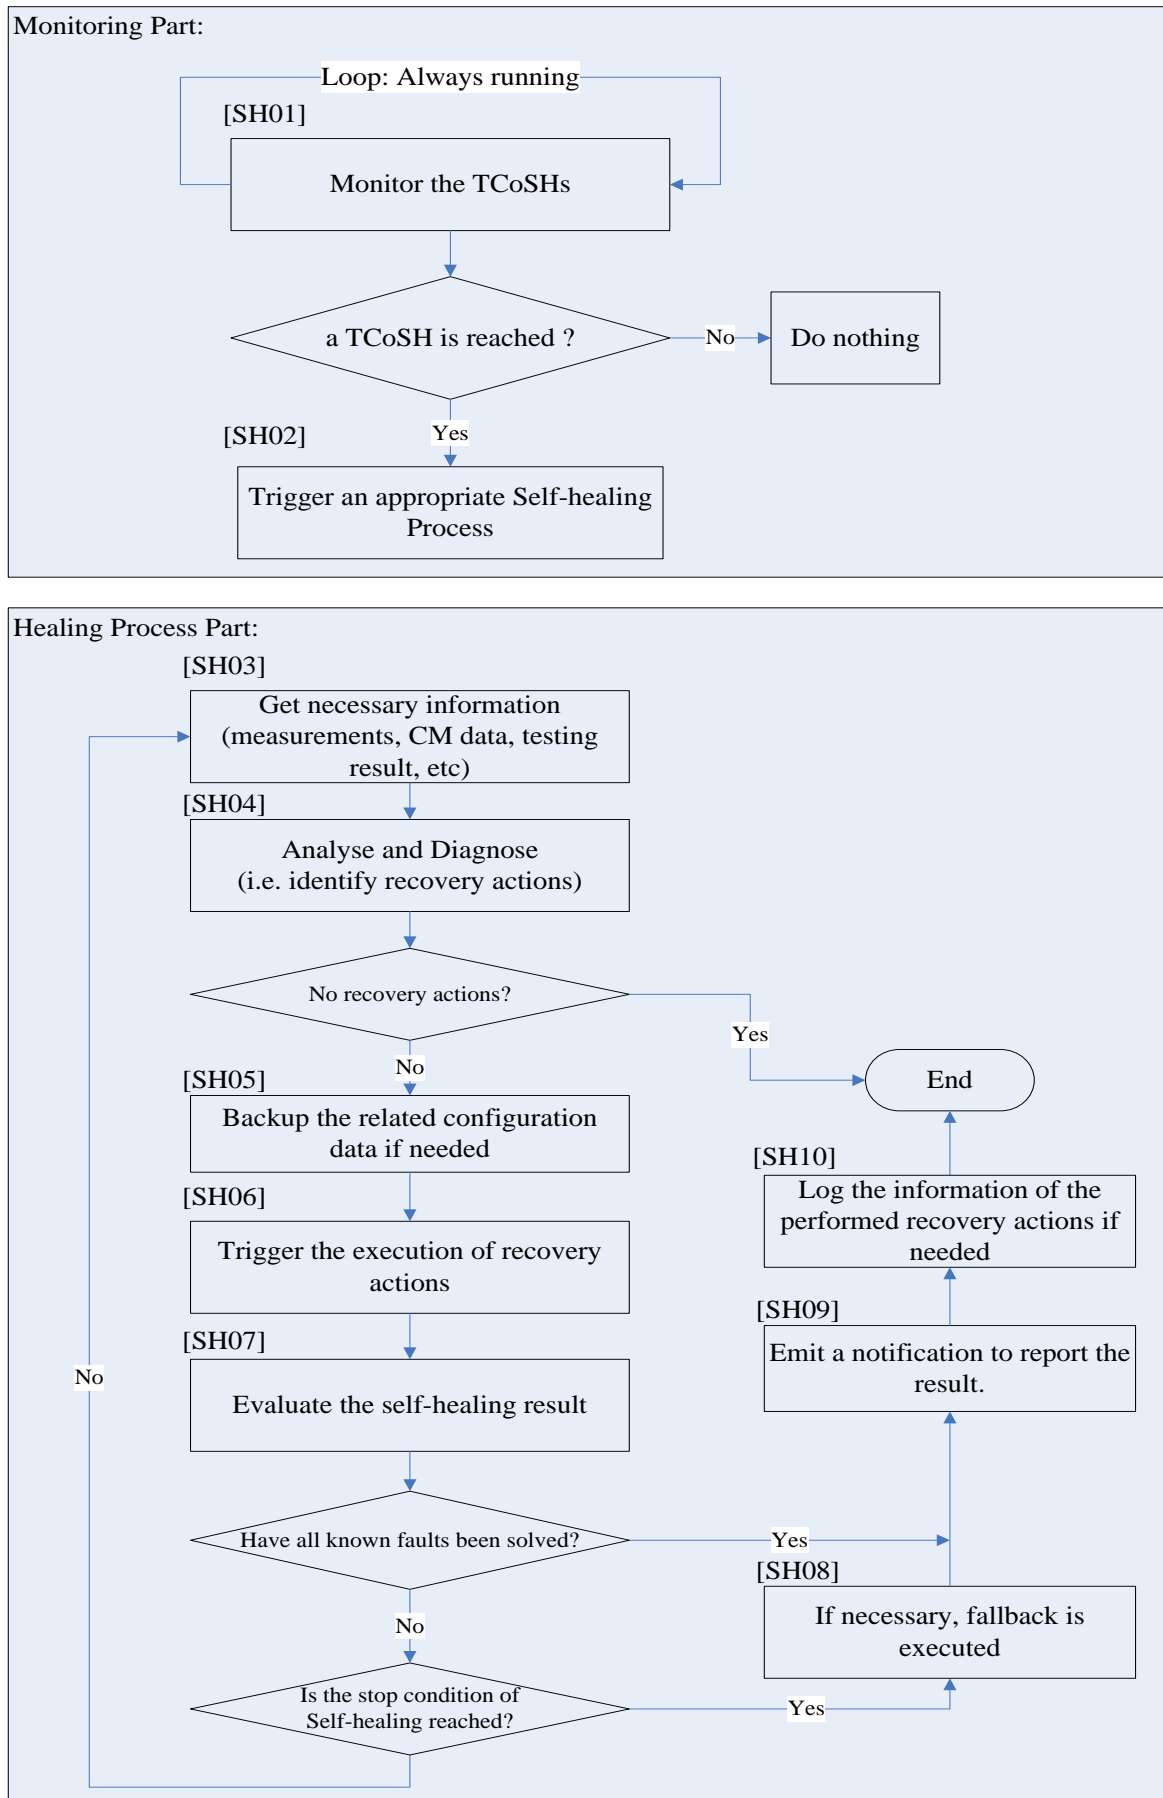 Monitoring Part:
Loop: Always running
[SH01]
Monitor the TCoSHs
a TCoSH is reached ?
No
Do nothing
Yes
[SH02]
Trigger an appropriate Self-healing
Process
Healing Process Part:
[SH03]
Get necessary information
(measurements, CM data, testing
result, etc)
[SH04]
Analyse and Diagnose
(i.e. identify recovery actions)
No recovery actions?
Yes
No
End
[SH05]
Backup the related configuration
data if needed
[SH06]
Trigger the execution of recovery
actions
[SH07]
Evaluate the self-healing result
Have all known faults been solved?
Yes
No
Is the stop condition of
Self-healing reached?
Yes
No
[SH08]
If necessary, fallback is
executed
[SH09]
Emit a notification to report the
result.
[SH10]
Log the information of the
performed recovery actions if
needed